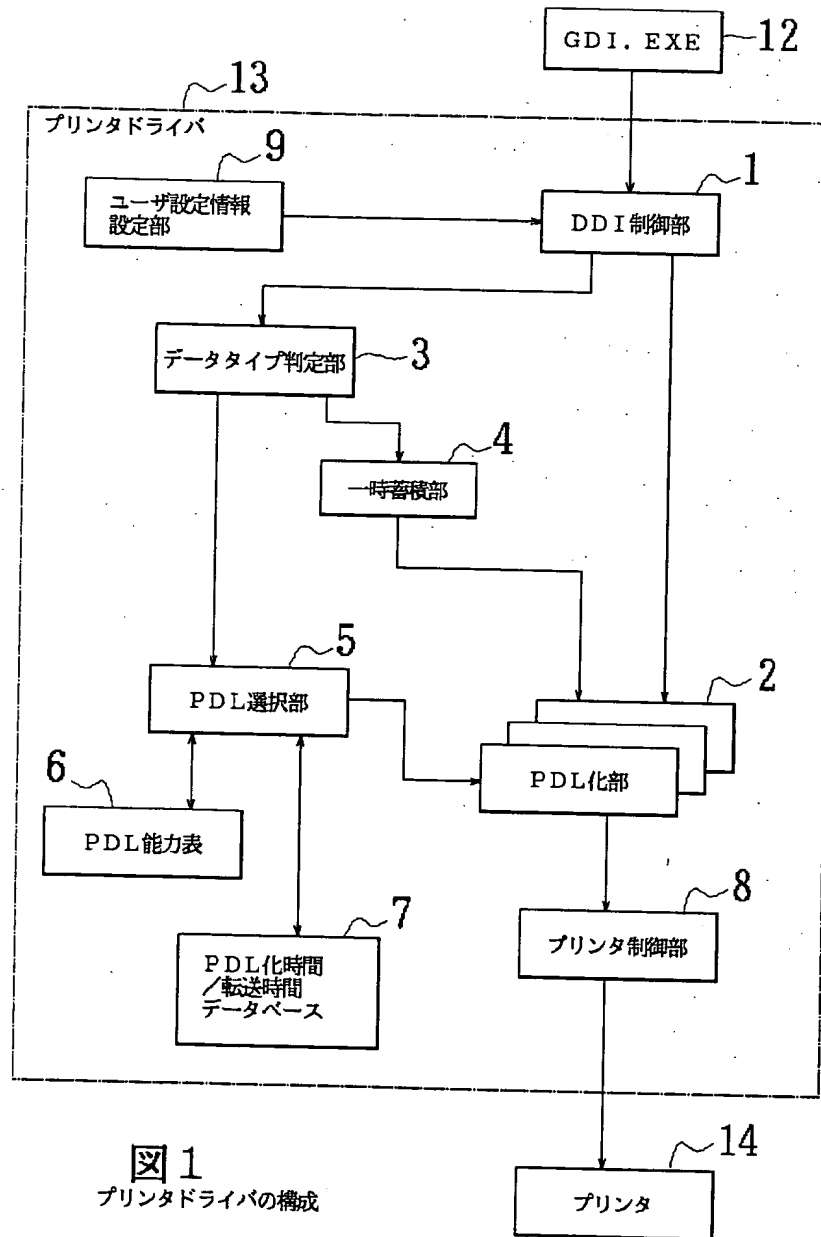 GDI.EXE
12
13
プリンタドライバ
9
ユーザ設定情報
設定部
1
DDI制御部
データタイプ判定部
3
4
一時蓄積部
5
PDL選択部
2
PDL化部
6
PDL能力表
7
PDL化時間
/転送時間
データベース
8
プリンタ制御部
14
プリンタ
図1
プリンタドライバの構成